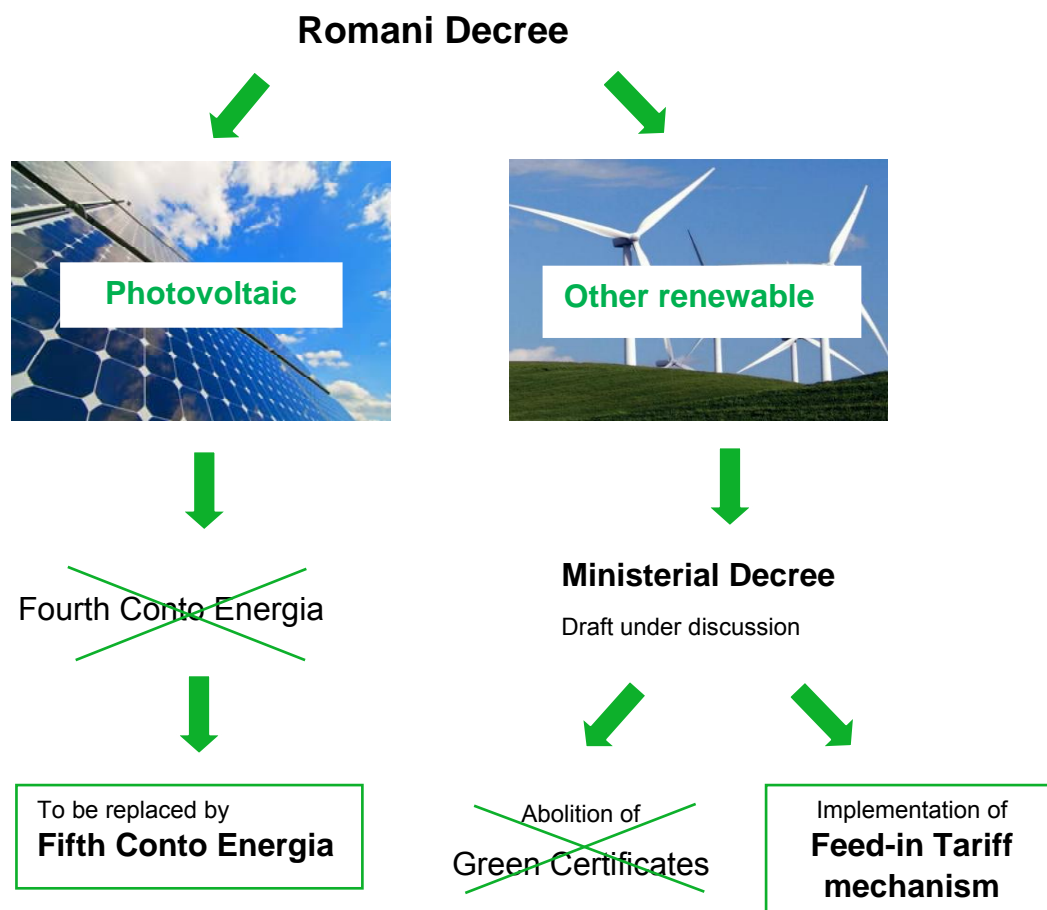 Romani Decree
Photovoltaic
Other renewable
Fourth Conto Energia
Ministerial Decree
Draft under discussion
To be replaced by
Fifth Conto Energia
Abolition of
Green Certificates
Implementation of
Feed-in Tariff
mechanism